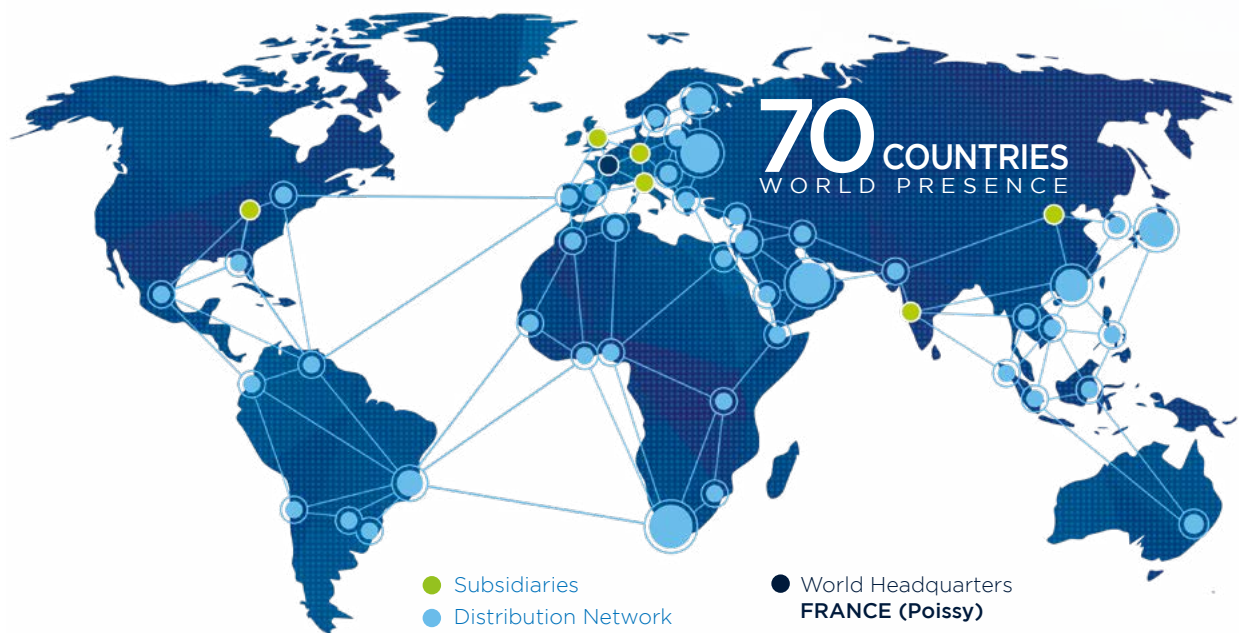 70 COUNTRIES
WORLD PRESENCE
Subsidiaries
Distribution Network
World Headquarters
FRANCE (Poissy)